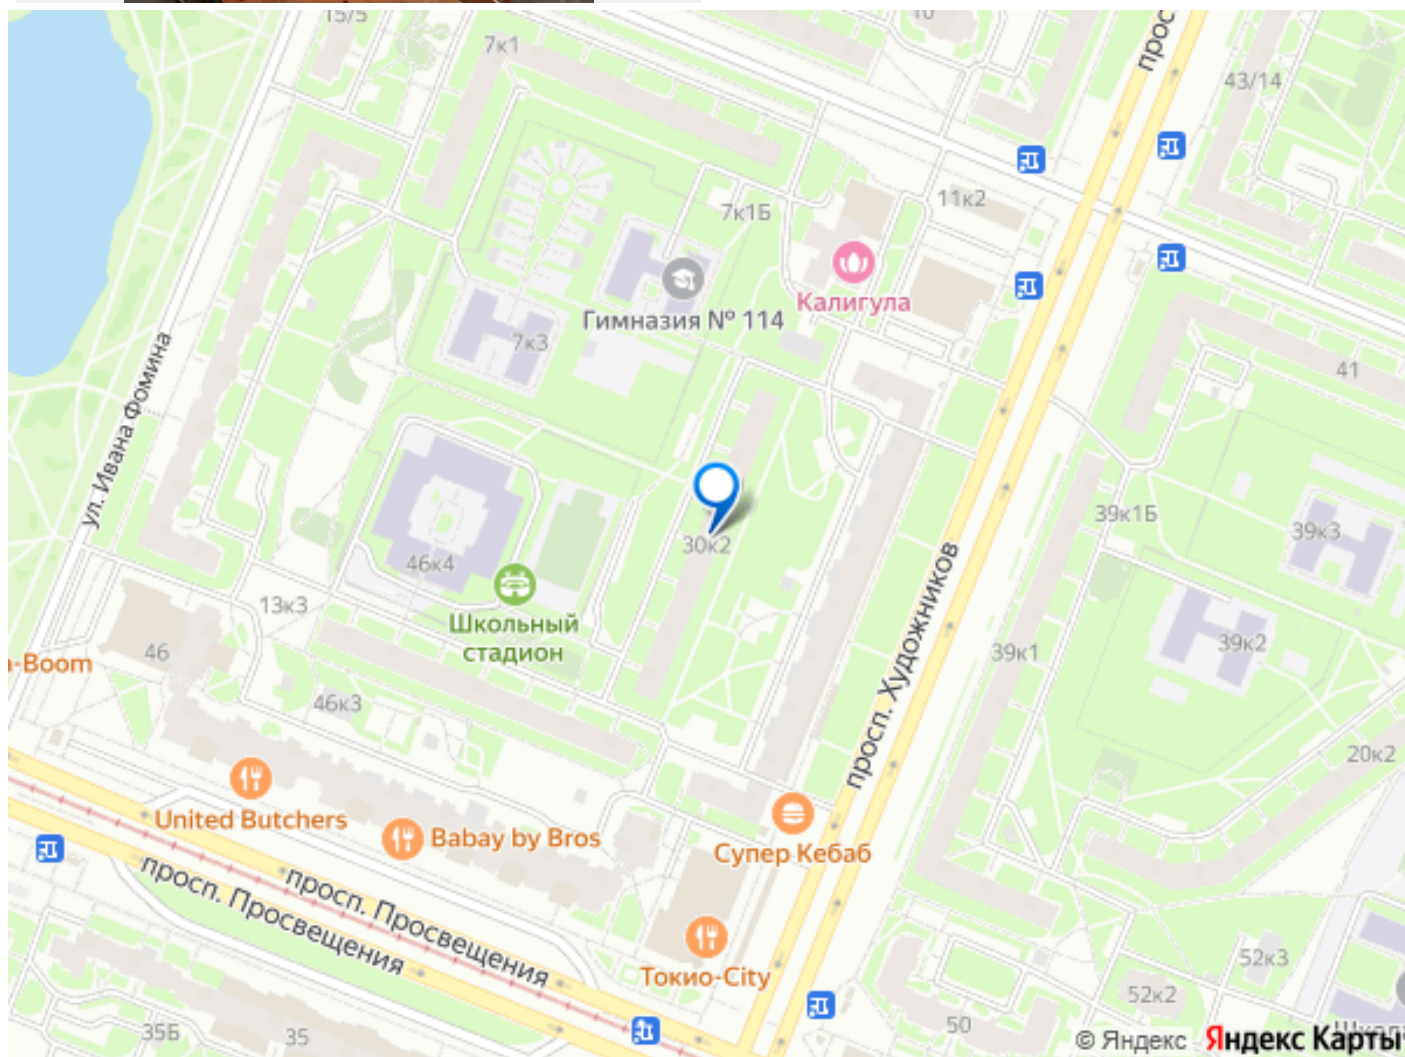 15/5
10
7к1
прос
43/14
11к2
7к1Б
Калигула
Гимназия № 114
7к3
41
ул. Ивана Фомина
39к1Б
39к3
30к2
46к4
просп. Художников
13к3
Школьный
стадион
39к1
39к2
46
-Boom
46к3
20к2
United Butchers
Babay by Bros
Супер Кебаб
просп. Просвещения
просп. Просвещения
Токио-City
52к3
52к2
50
35Б
35
© Яндекс Яндекс Карты